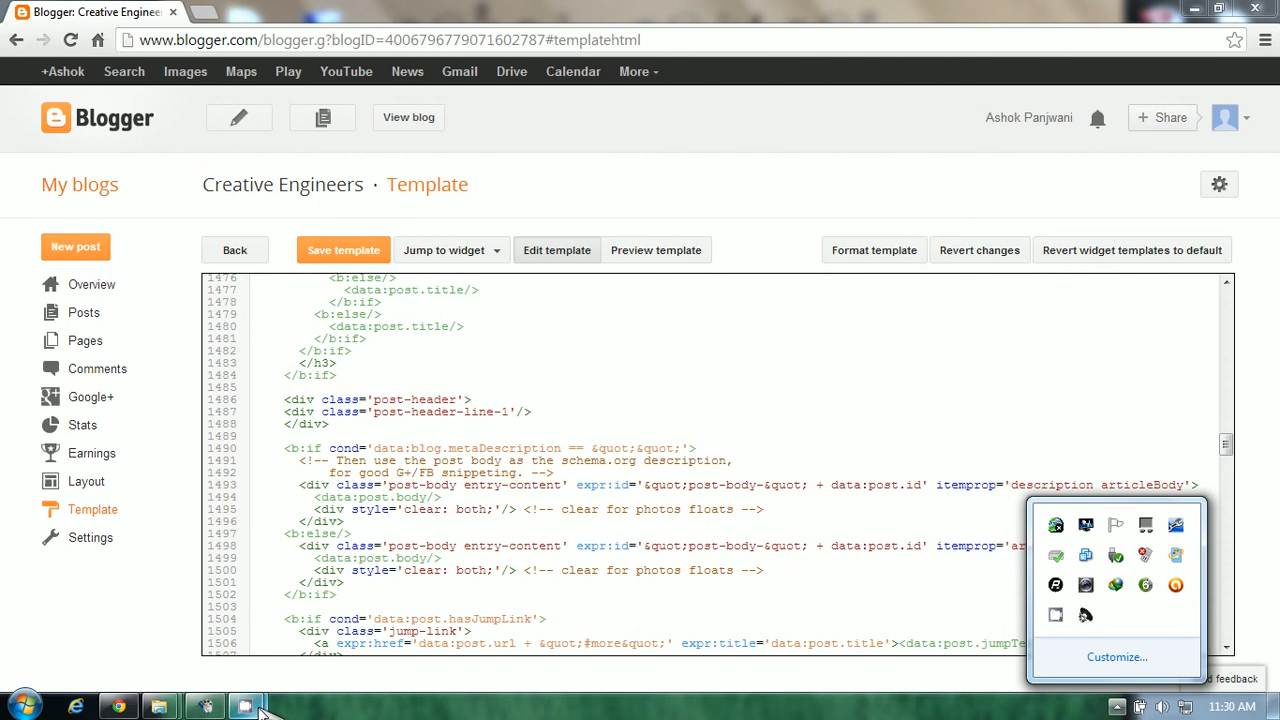 Blogger: Creative Enginee
www.blogger.com/blogger.g?blogID=4006796779071602787#templatehtml
+Ashok Search Images Maps Play YouTube News Gmail Drive Calendar More
Blogger View blog Ashok Panjwani + Share
My blogs Creative Engineers · Template
New post Back Save template Jump to widget Edit template Preview template Format template Revert changes Revert widget templates to default
Overview
Posts
Pages
Comments
Google+
Stats
Earnings
Layout
Template
Settings
1476 <b:else/>
1477 <data:post.title/>
1478 </b:if>
1479 <b:else/>
1480 <data:post.title/>
1481 </b:if>
1482 </b:if>
1483 </h3>
1484 </b:if>
1485
1486 <div class='post-header'>
1487 <div class='post-header-line-1'/>
1488 </div>
1489
1490 <b:if cond='data:blog.metaDescription == &quot;&quot;'>
1491 <!-- Then use the post body as the schema.org description,
1492 for good G+/FB snippeting. -->
1493 <div class='post-body entry-content' expr:id='&quot;post-body-&quot; + data:post.id' itemprop='description articleBody'>
1494 <data:post.body/>
1495 <div style='clear: both;'/> <!-- clear for photos floats -->
1496 </div>
1497 <b:else/>
1498 <div class='post-body entry-content' expr:id='&quot;post-body-&quot; + data:post.id' itemprop='ar
1499 <data:post.body/>
1500 <div style='clear: both;'/> <!-- clear for photos floats -->
1501 </div>
1502 </b:if>
1503
1504 <b:if cond='data:post.hasJumpLink'>
1505 <div class='jump-link'>
1506 <a expr:href='data:post.url + &quot;#more&quot;' expr:title='data:post.title'><data:post.jumpTe
Customize...
d feedback
11:30 AM